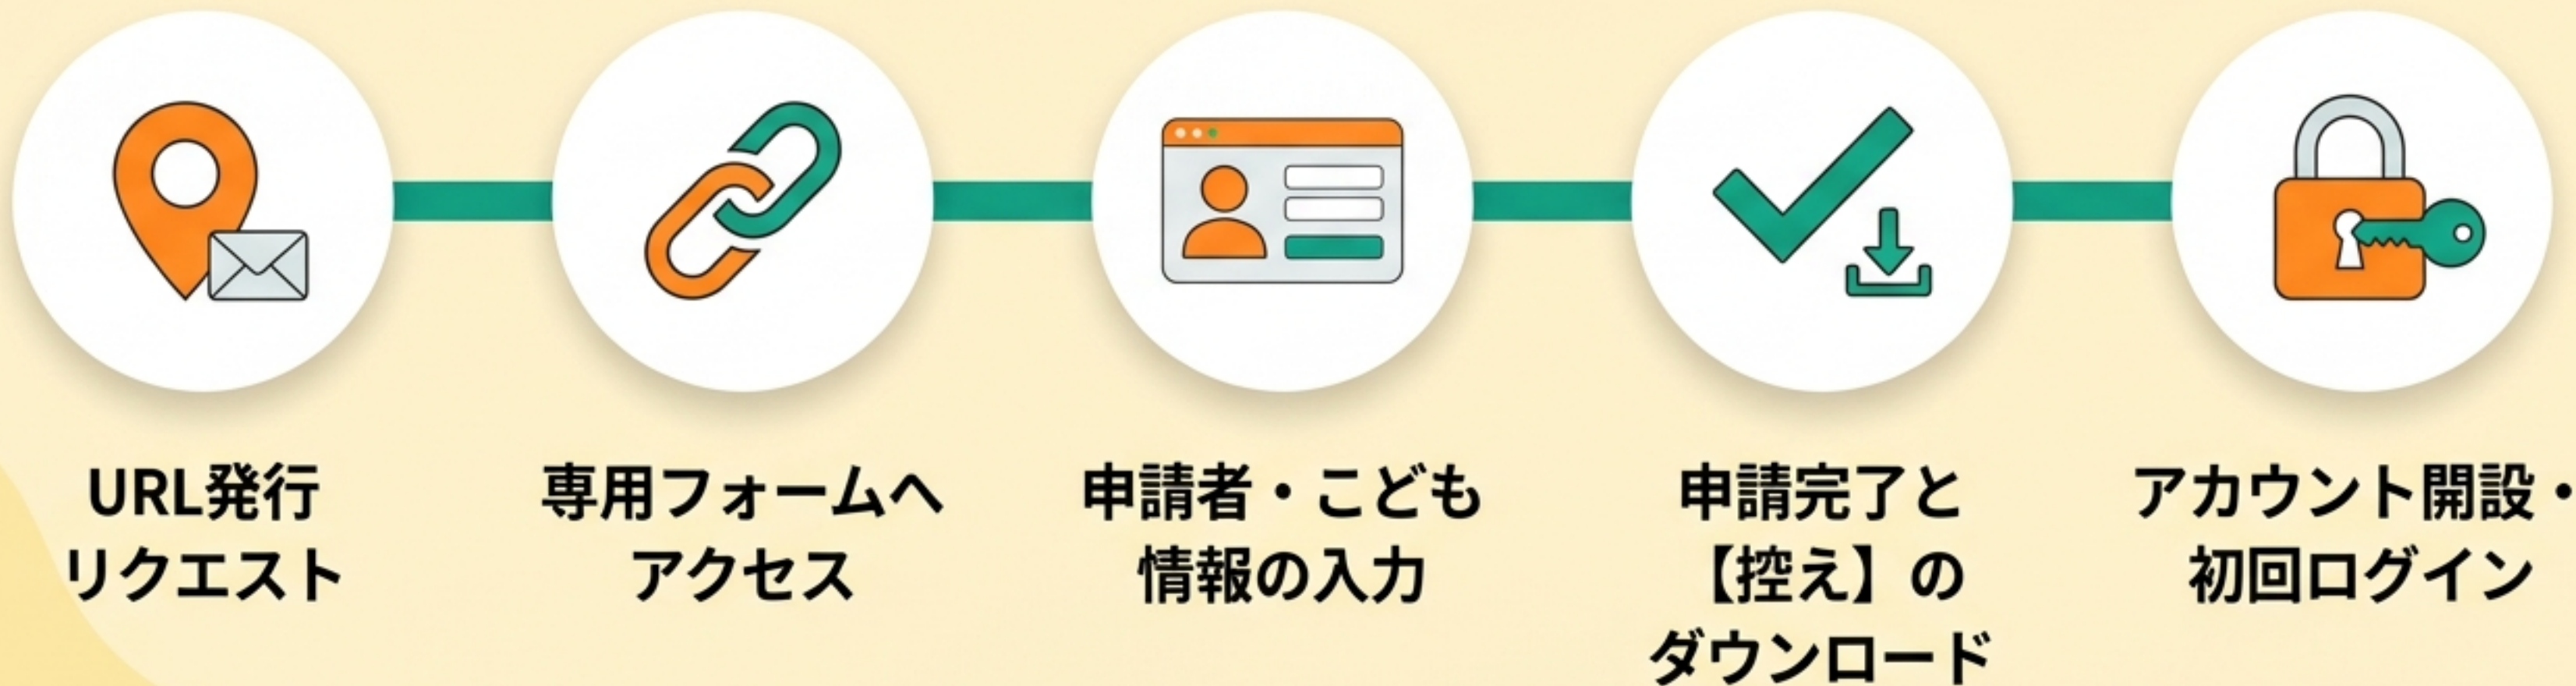 URL発行
リクエスト
専用フォームへ
アクセス
申請者・こども
情報の入力
申請完了と
【控え】の
ダウンロード
アカウント開設・
初回ログイン